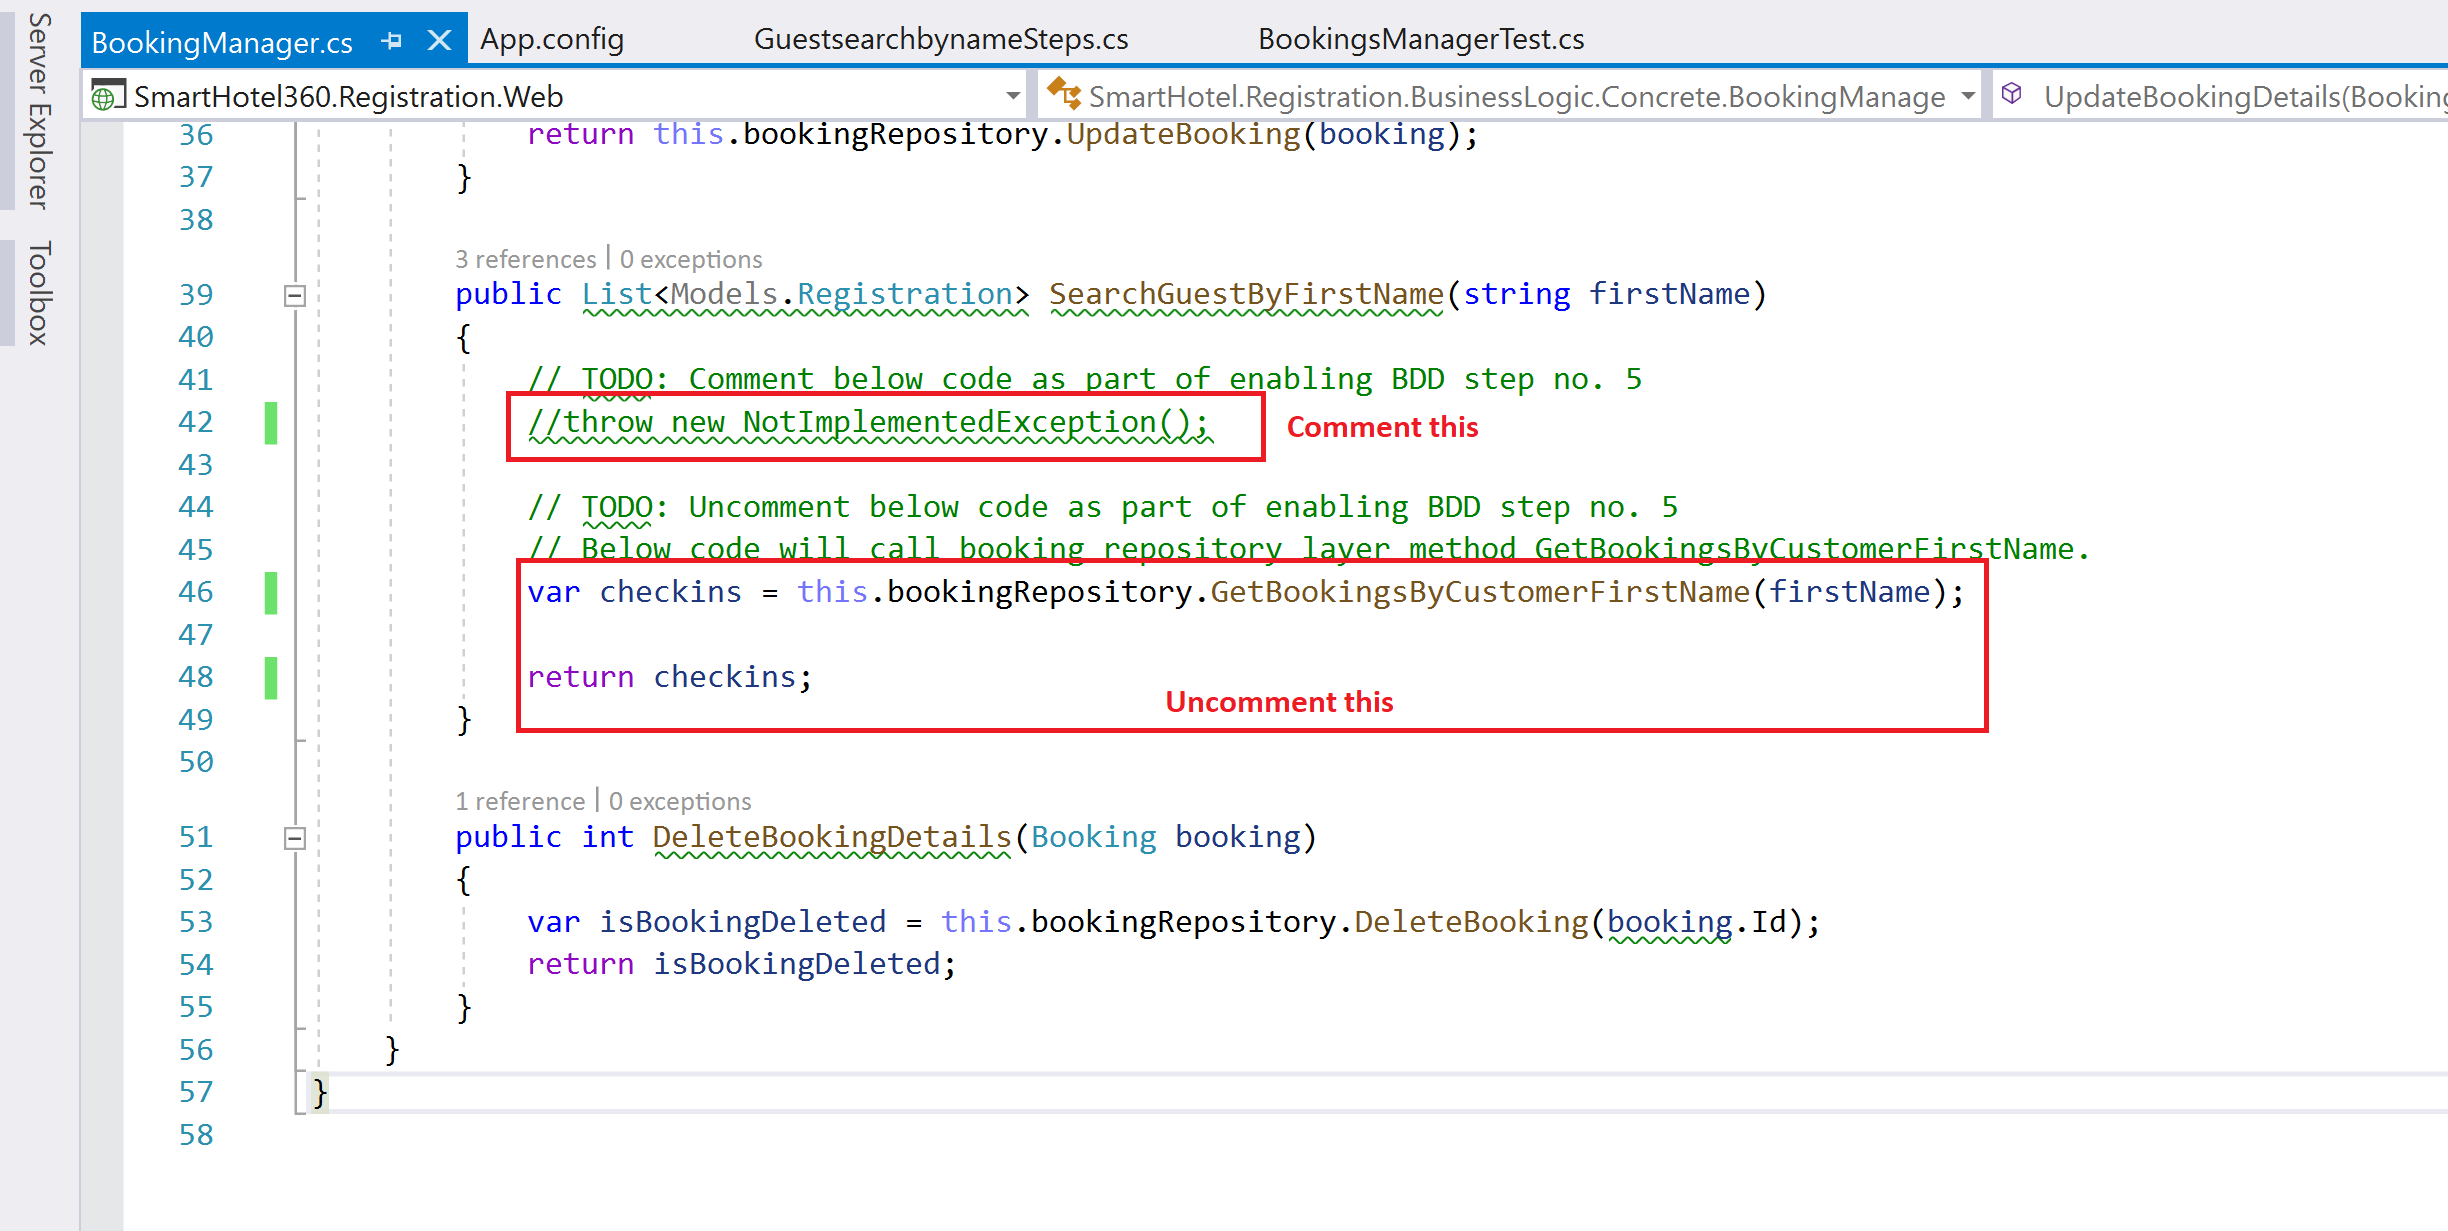 Server Explorer
Toolbox
BookingManager.cs App.config GuestsearchbynameSteps.cs BookingsManagerTest.cs
SmartHotel360.Registration.Web SmartHotel.Registration.BusinessLogic.Concrete.BookingManage UpdateBookingDetails(Booking
36 return this.bookingRepository.UpdateBooking(booking);
37 }
38
3 references | 0 exceptions
39 public List<Models.Registration> SearchGuestByFirstName(string firstName)
40 {
41 // TODO: Comment below code as part of enabling BDD step no. 5
42 //throw new NotImplementedException(); Comment this
43
44 // TODO: Uncomment below code as part of enabling BDD step no. 5
45 // Below code will call booking repository layer method GetBookingsByCustomerFirstName.
46 var checkins = this.bookingRepository.GetBookingsByCustomerFirstName(firstName);
47
48 return checkins;
Uncomment this
49 }
50
1 reference | 0 exceptions
51 public int DeleteBookingDetails(Booking booking)
52 {
53 var isBookingDeleted = this.bookingRepository.DeleteBooking(booking.Id);
54 return isBookingDeleted;
55 }
56 }
57 }
58